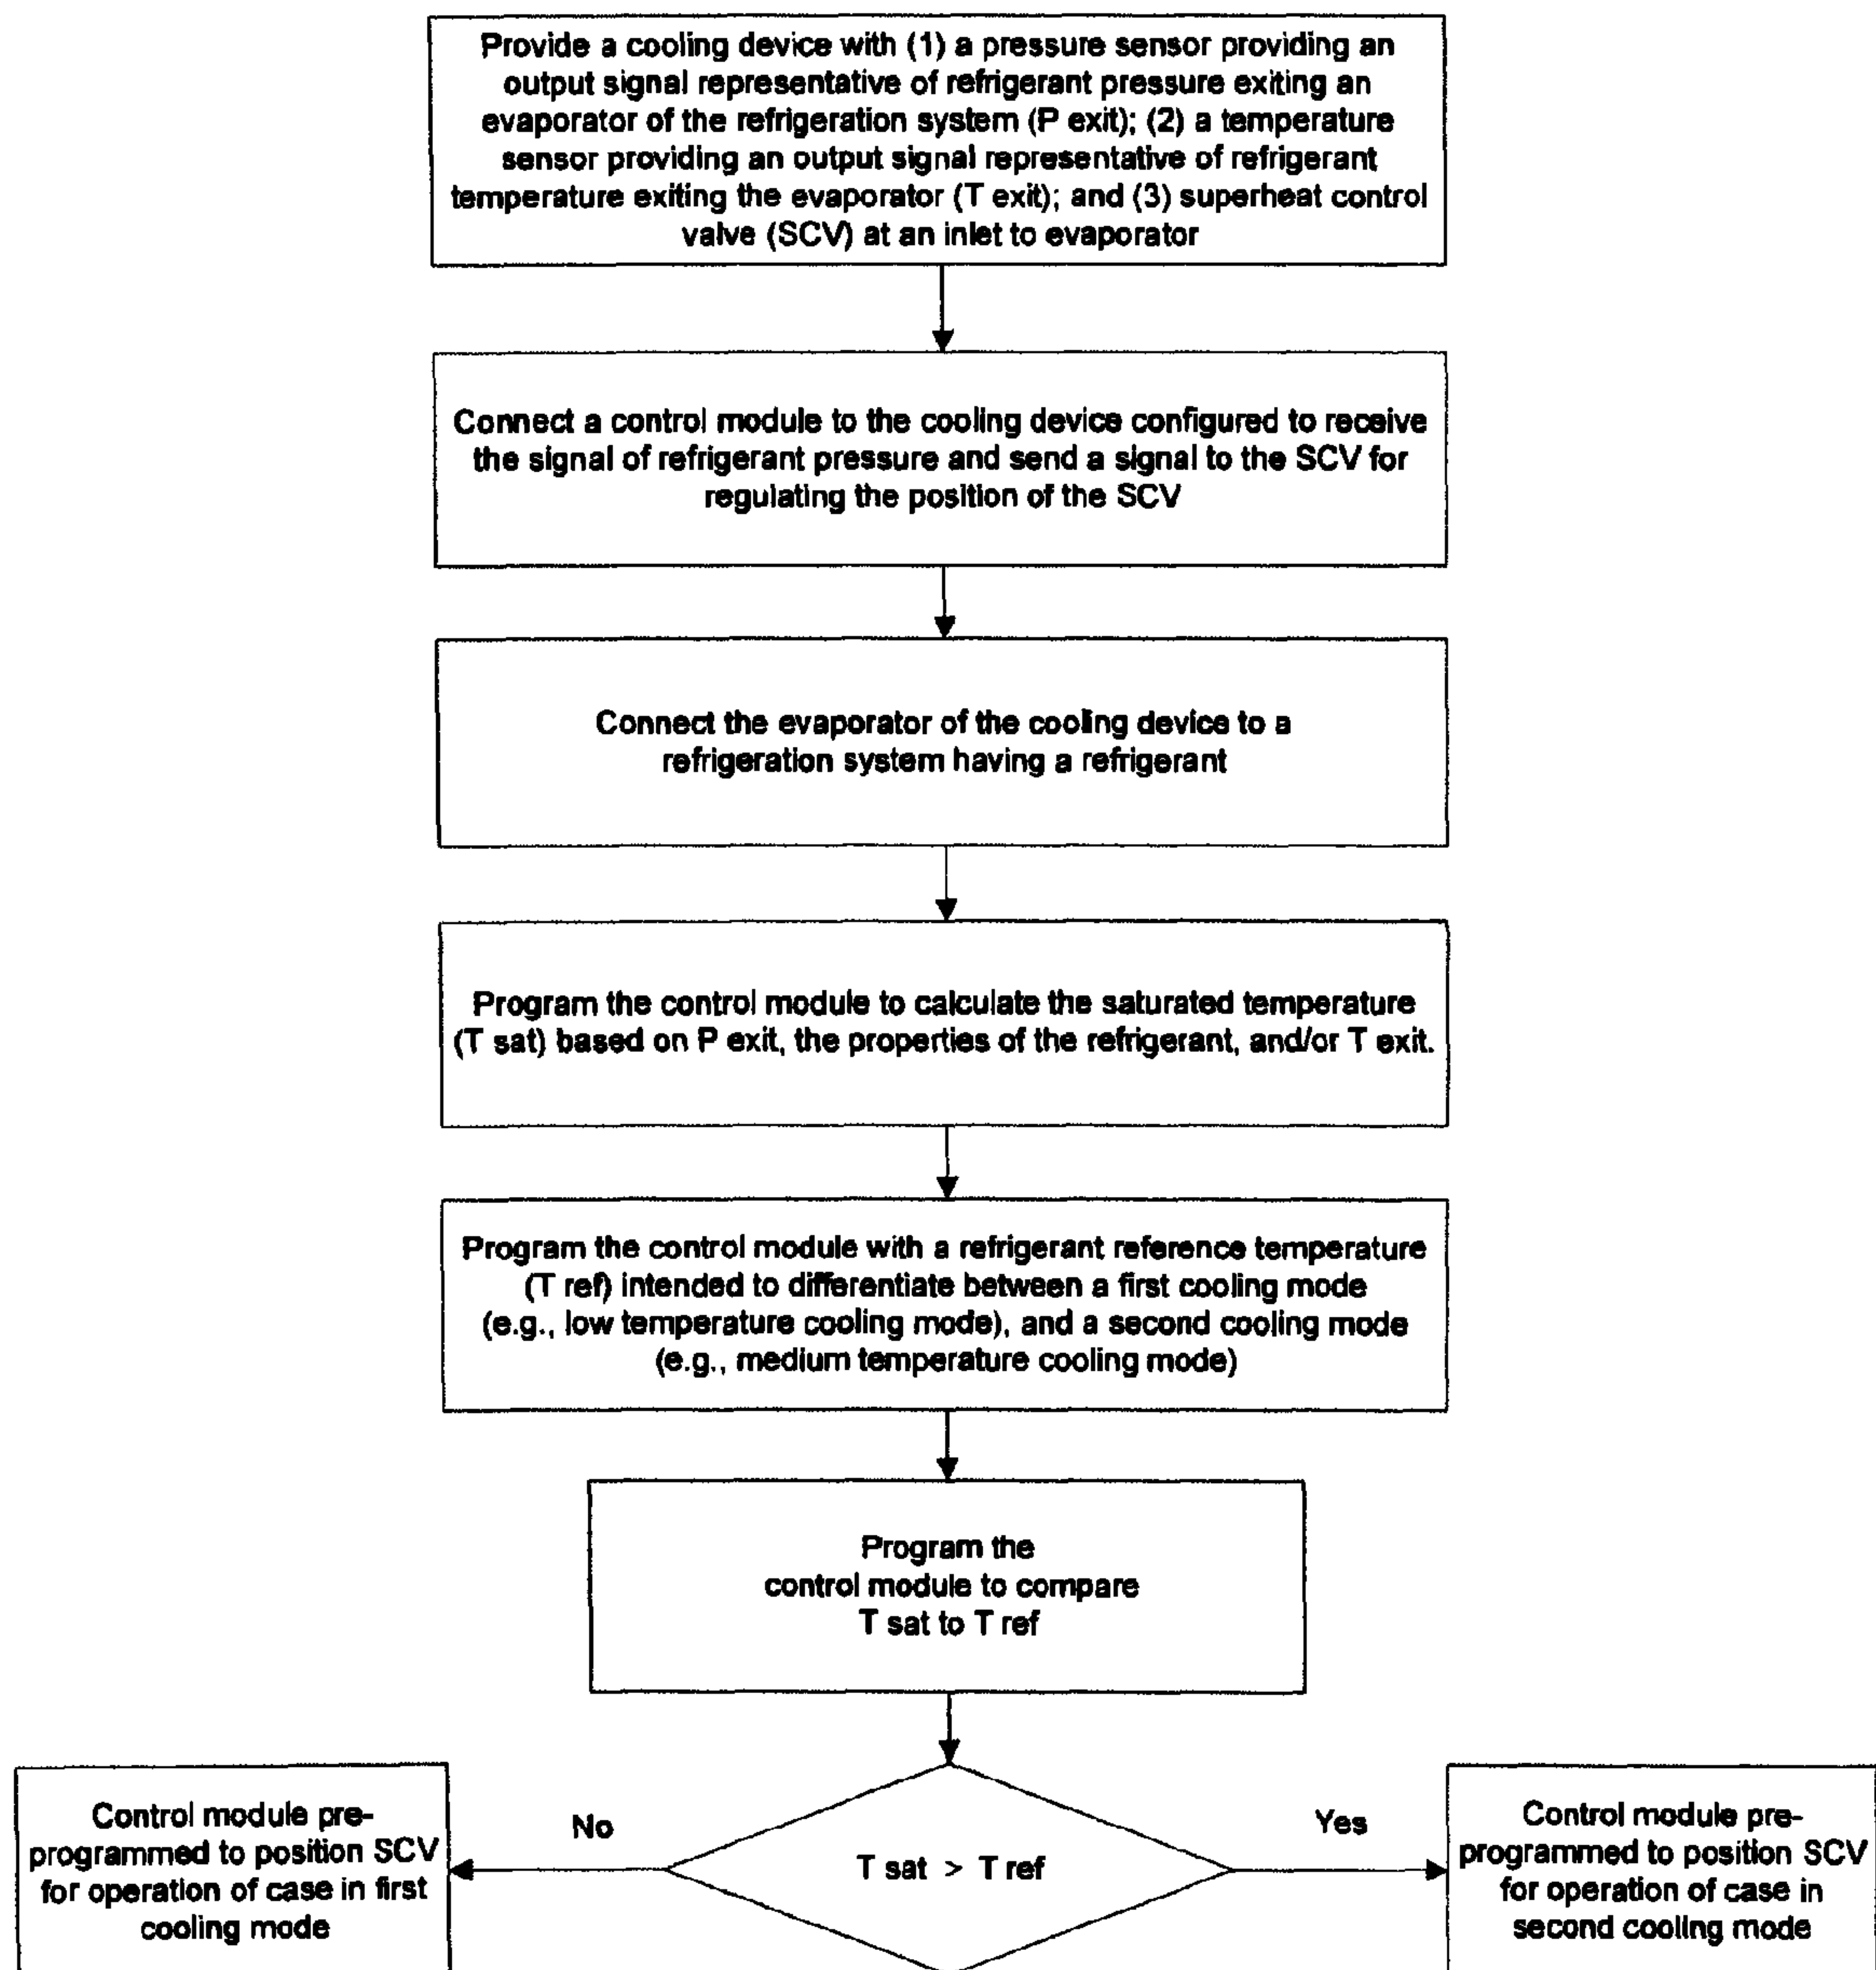 Provide a cooling device with (1) a pressure sensor providing an
output signal representative of refrigerant pressure exiting an
evaporator of the refrigeration system (P exit); (2) a temperature
sensor providing an output signal representative of refrigerant
temperature exiting the evaporator (T exit); and (3) superheat control
valve (SCV) at an inlet to evaporator
Connect a control module to the cooling device configured to receive
the signal of refrigerant pressure and send a signal to the SCV for
regulating the position of the SCV
Connect the evaporator of the cooling device to a
refrigeration system having a refrigerant
Program the control module to calculate the saturated temperature
(T sat) based on P exit, the properties of the refrigerant, and/or T exit.
Program the control module with a refrigerant reference temperature
(T ref) intended to differentiate between a first cooling mode
(e.g., low temperature cooling mode), and a second cooling mode
(e.g., medium temperature cooling mode)
Program the
control module to compare
T sat to T ref
Control module pre-
programmed to position SCV
for operation of case in first
cooling mode
No
T sat > T ref
Yes
Control module pre-
programmed to position SCV
for operation of case in
second cooling mode